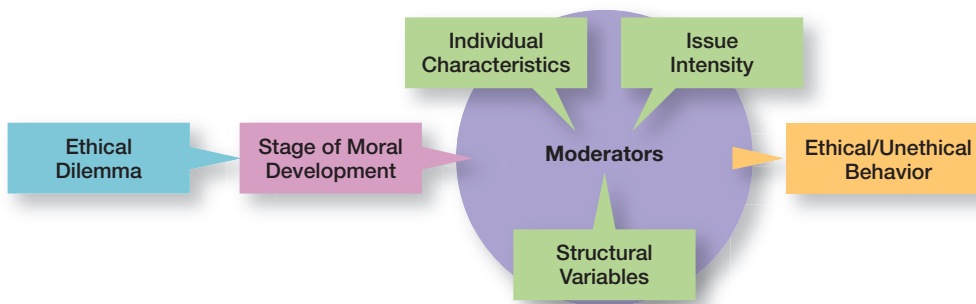 Individual
Characteristics
Issue
Intensity
Ethical
Dilemma
Stage of Moral
Development
Moderators
Ethical/Unethical
Behavior
Structural
Variables